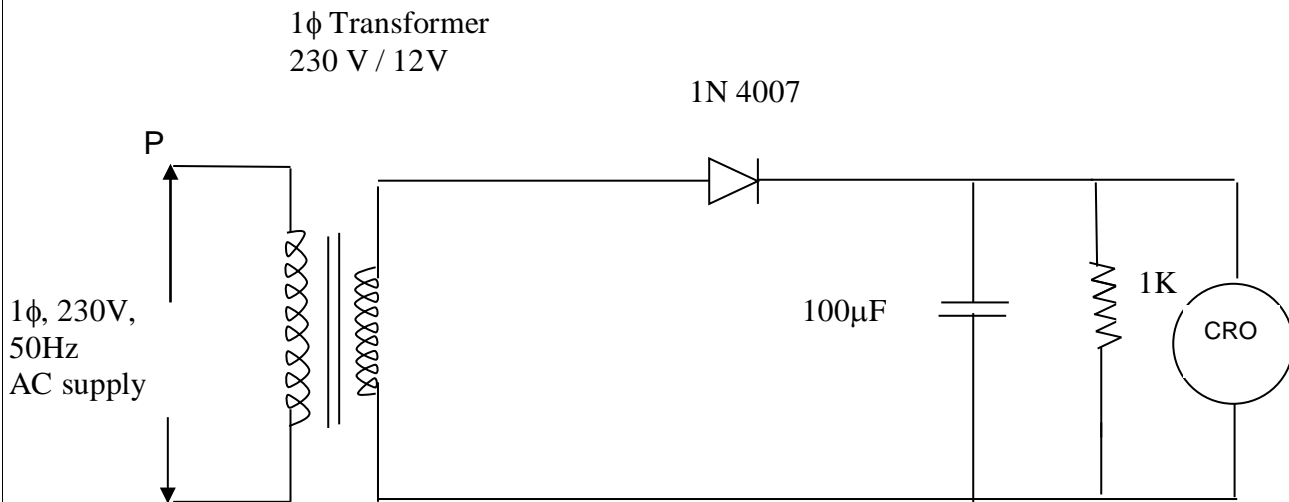 1ϕ Transformer
230 V / 12V
1N 4007
P
1ϕ, 230V,
50Hz
AC supply
100μF
1K
CRO